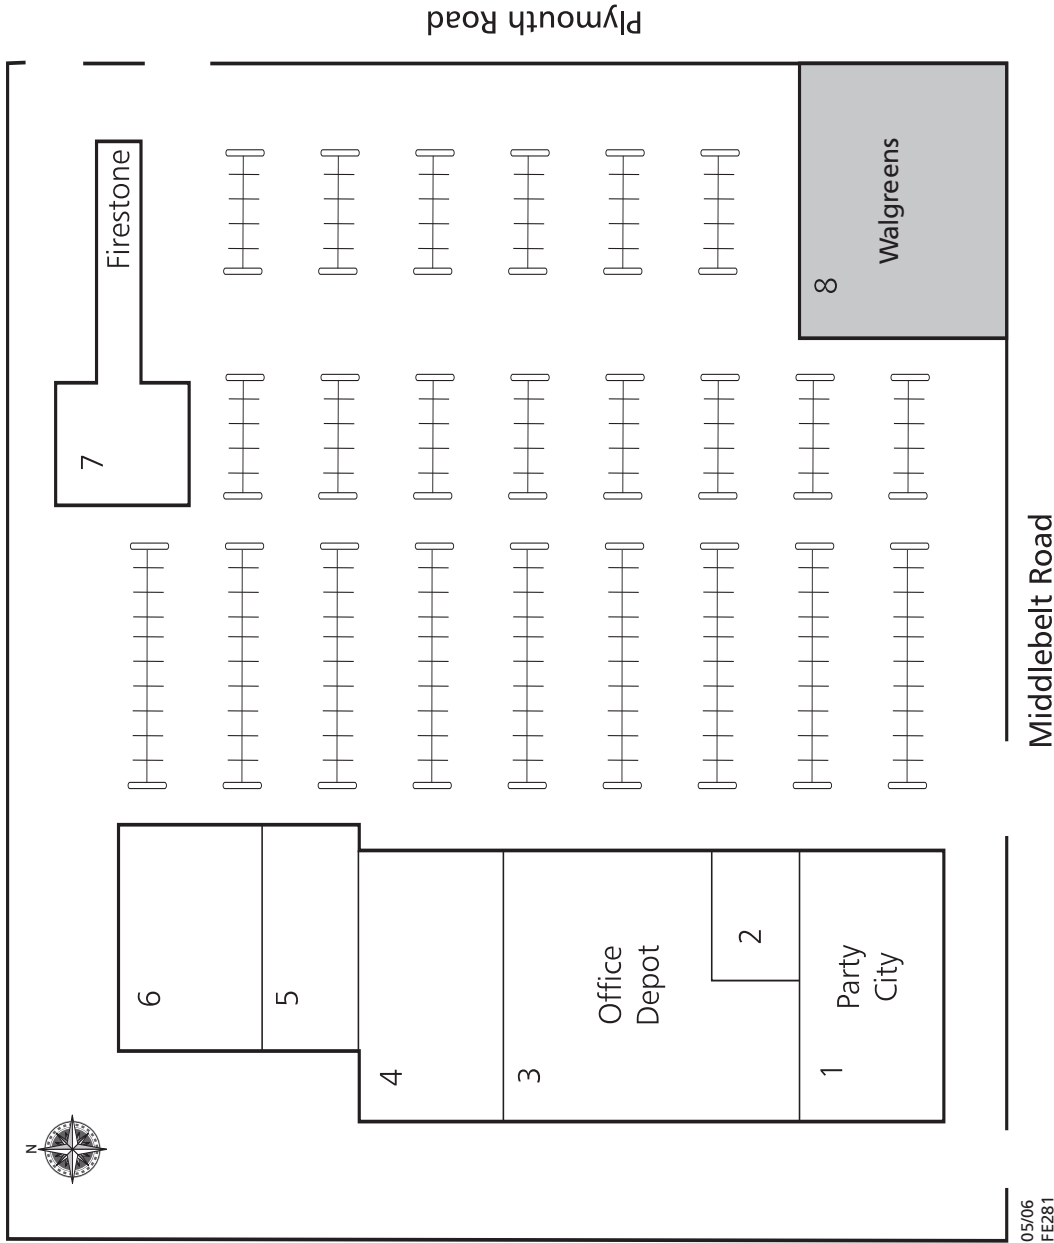 Plymouth Road
Firestone
7
Walgreens
8
Middlebelt Road
6
5
4
3
Office
Depot
2
1
Party
City
N
05/06
FE281